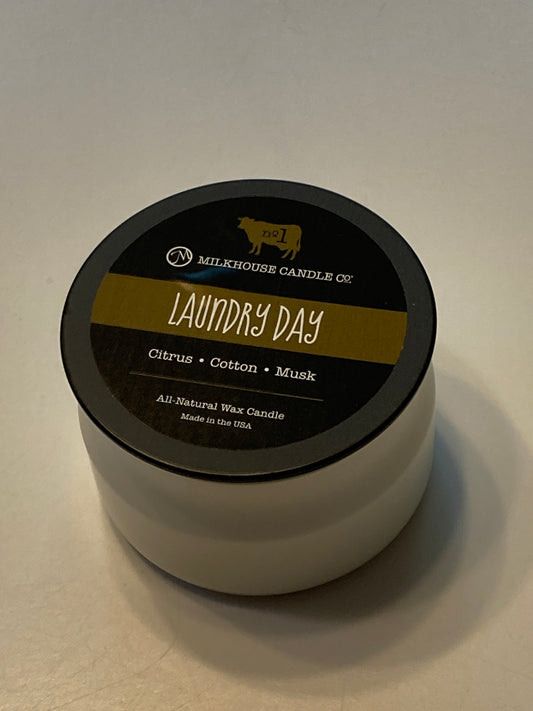 nº1
M MILKHOUSE CANDLE Cº.
LAUNDRY DAY
Citrus • Cotton • Musk
All-Natural Wax Candle
Made in the USA